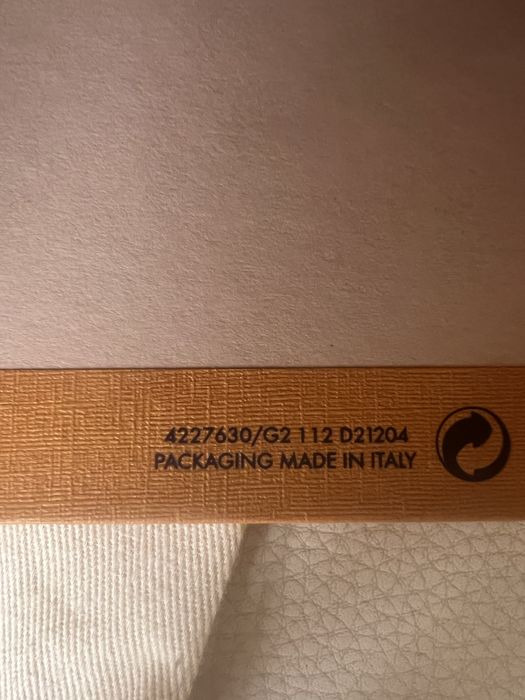 4227630/G2 112 D21204
PACKAGING MADE IN ITALY